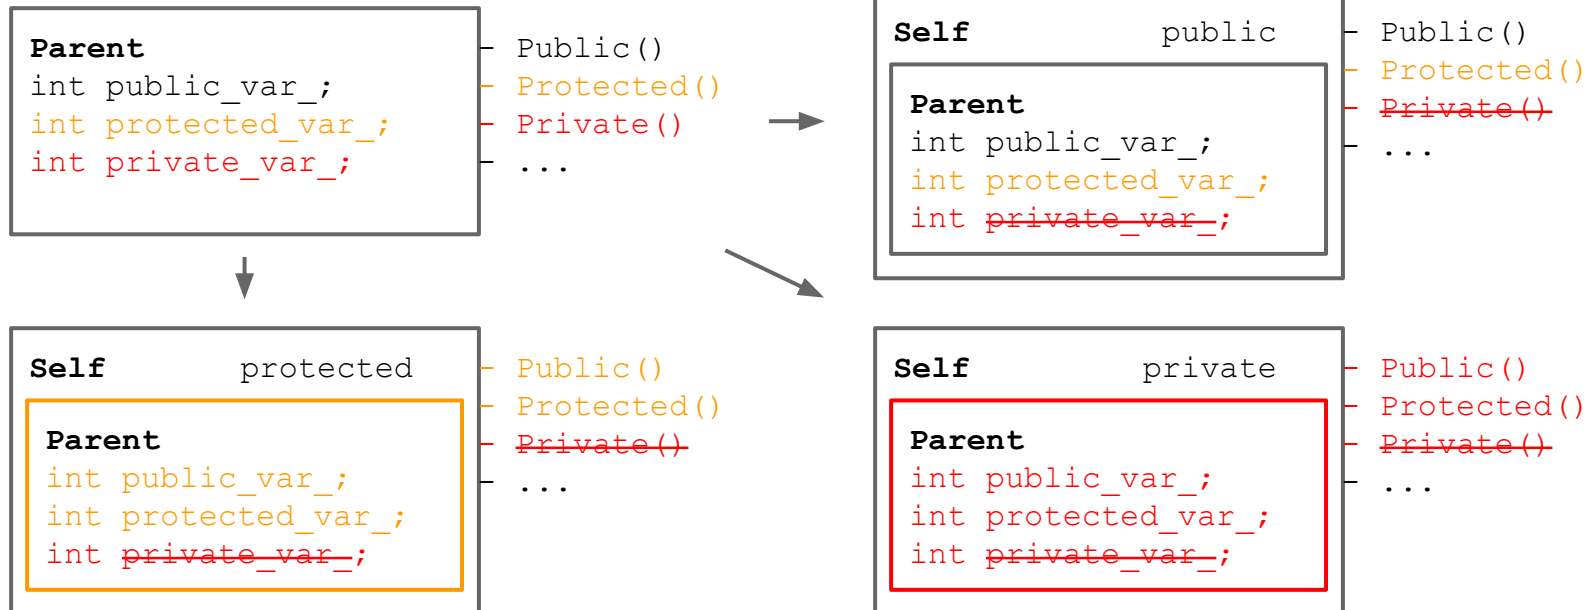 Parent
int public_var_;
int protected_var_;
int private_var_;
Public()
Protected()
Private()
...
Self public
Parent
int public_var_;
int protected_var_;
int private_var_;
Public()
Protected()
Private()
...
Self protected
Parent
int public_var_;
int protected_var_;
int private_var_;
Public()
Protected()
Private()
...
Self private
Parent
int public_var_;
int protected_var_;
int private_var_;
Public()
Protected()
Private()
...